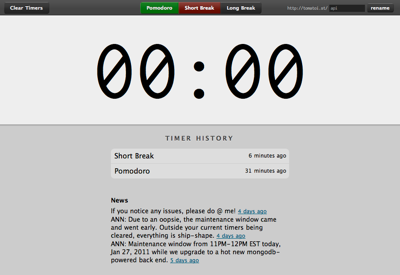 Clear Timers Pomodoro Short Break Long Break rename
00:00
TIMER HISTORY
Short Break 6 minutes ago
Pomodoro 31 minutes ago
News
If you notice any issues, please do @ me! 4 days ago
ANN: Due to an oopsie, the maintenance window came
and went early. Outside your current timers being
cleared, everything is ship-shape. 4 days ago
ANN: Maintenance window from 11PM-12PM EST today,
Jan 27, 2011 while we upgrade to a hot new mongodb-
powered back end. 5 days ago